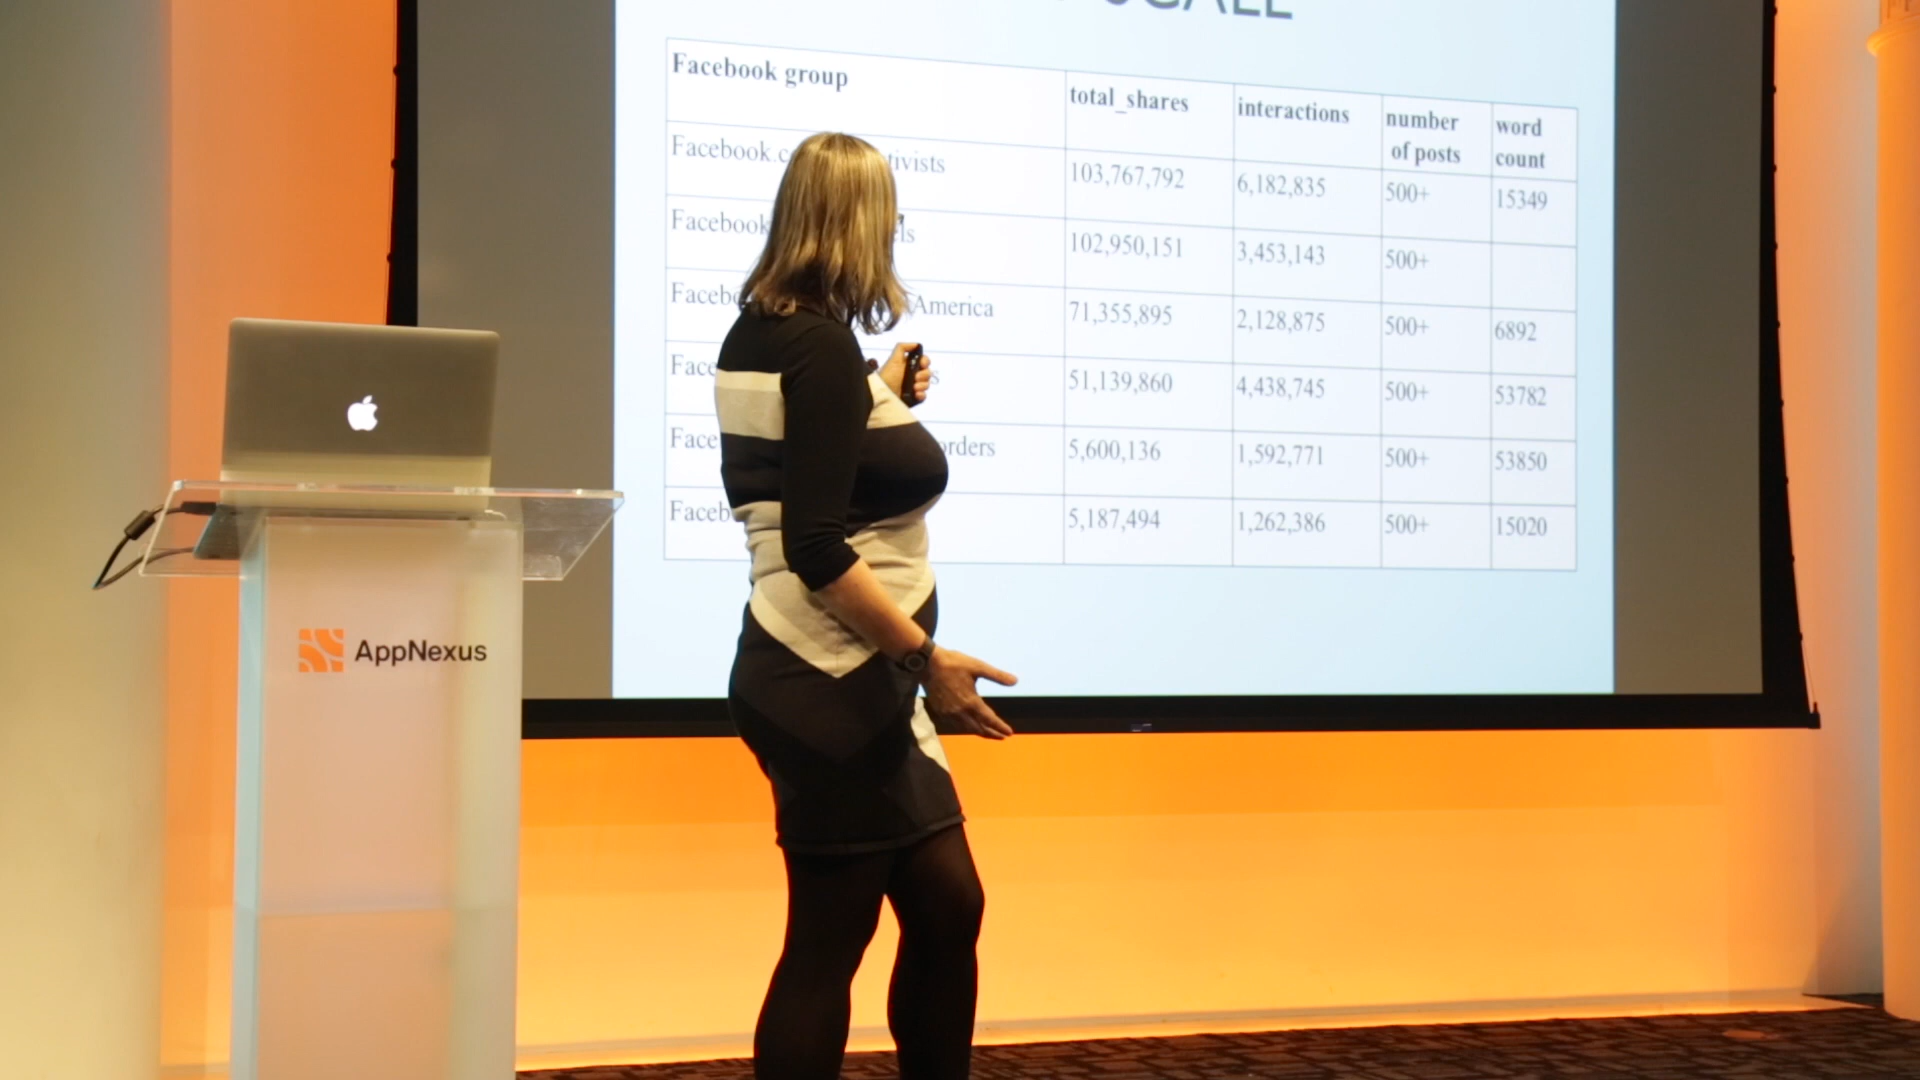 SCALE
Facebook group total_shares interactions number of posts word count
Facebook.c tivists 103,767,792 6,182,835 500+ 15349
Facebook ls 102,950,151 3,453,143 500+
Faceb America 71,355,895 2,128,875 500+ 6892
Face s 51,139,860 4,438,745 500+ 53782
Face orders 5,600,136 1,592,771 500+ 53850
Faceb 5,187,494 1,262,386 500+ 15020
AppNexus